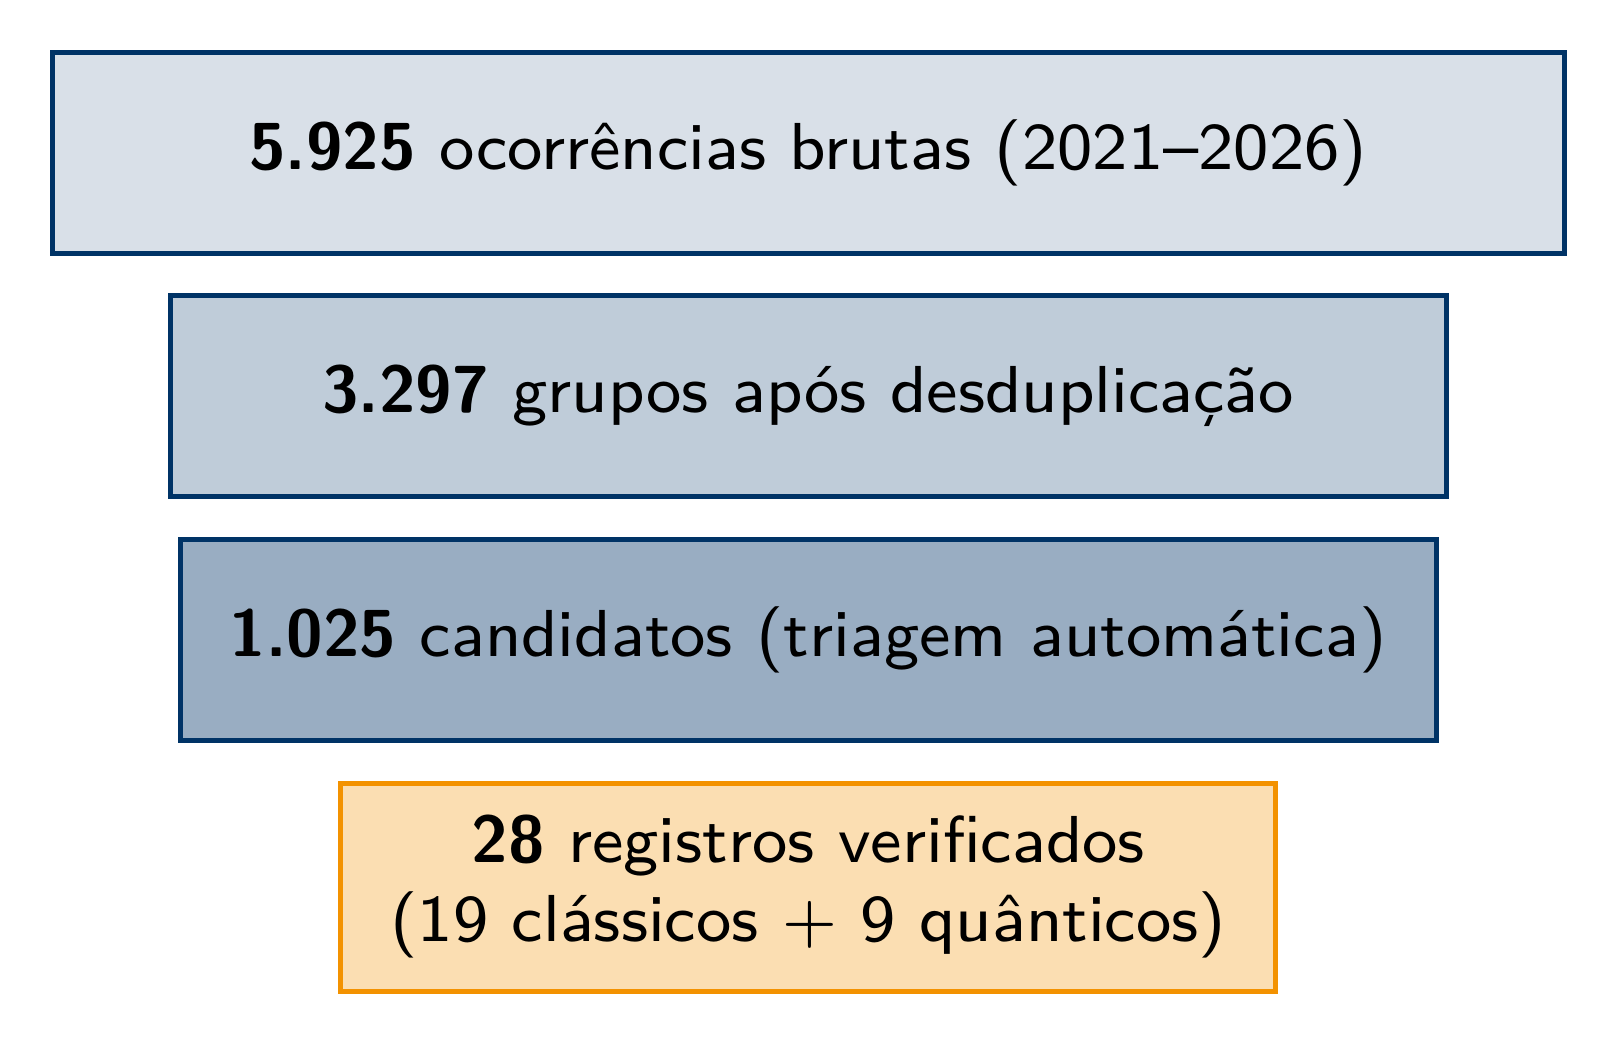 5.925 ocorrências brutas (2021–2026)
3.297 grupos após desduplicação
1.025 candidatos (triagem automática)
28 registros verificados
(19 clássicos + 9 quânticos)